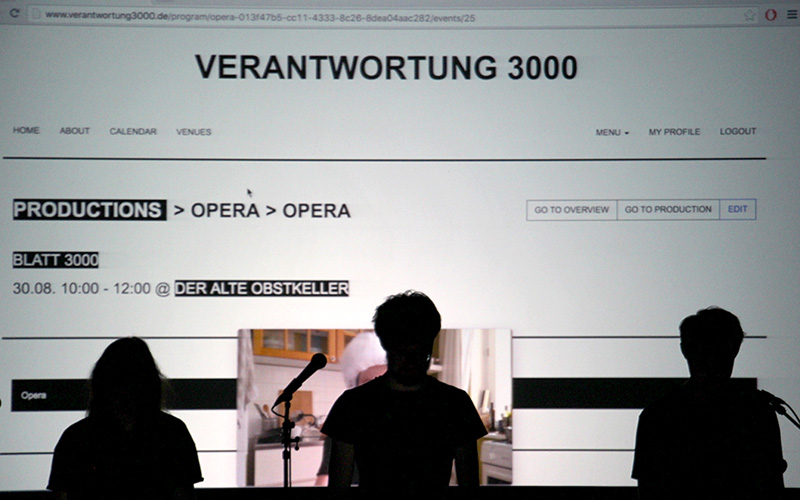 www.verantwortung3000.de/program/opera-013f47b5-cc11-4333-8c26-8dea04aac282/events/25
VERANTWORTUNG 3000
HOME ABOUT CALENDAR VENUES MENU MY PROFILE LOGOUT
PRODUCTIONS > OPERA > OPERA GO TO OVERVIEW GO TO PRODUCTION EDIT
BLATT 3000
30.08. 10:00 - 12:00 @ DER ALTE OBSTKELLER
Opera